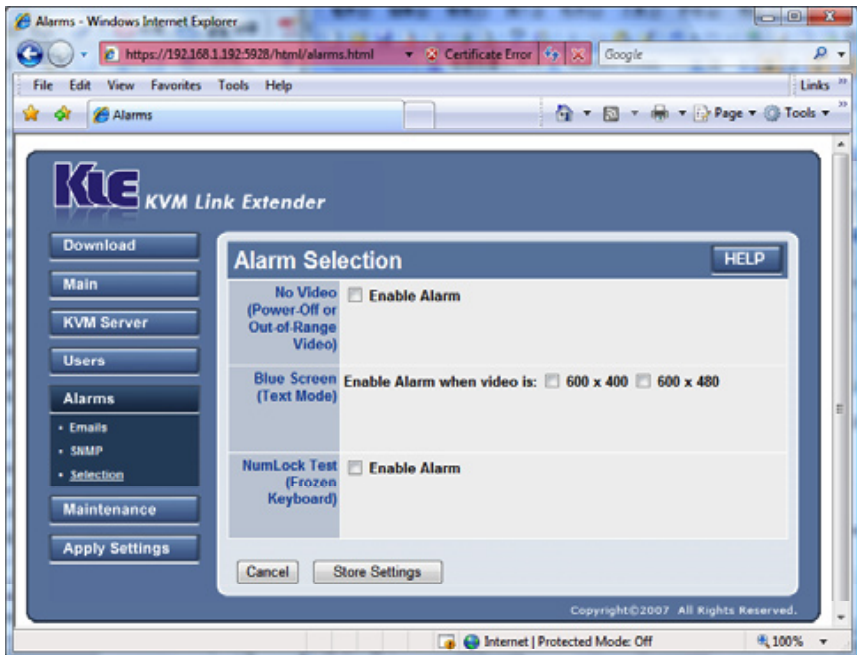 Alarms - Windows Internet Explorer
https://192.168.1.192:5928/html/alarms.html
Certificate Error
Google
File Edit View Favorites Tools Help
Links
Alarms
Page
Tools
KLE KVM Link Extender
Download
Main
KVM Server
Users
Alarms
Emails
SNMP
Selection
Maintenance
Apply Settings
Alarm Selection
HELP
No Video
(Power-Off or
Out-of-Range
Video)
Enable Alarm
Blue Screen
(Text Mode)
Enable Alarm when video is: 600 x 400 600 x 480
NumLock Test
(Frozen
Keyboard)
Enable Alarm
Cancel
Store Settings
Copyright©2007 All Rights Reserved.
Internet | Protected Mode: Off
100%